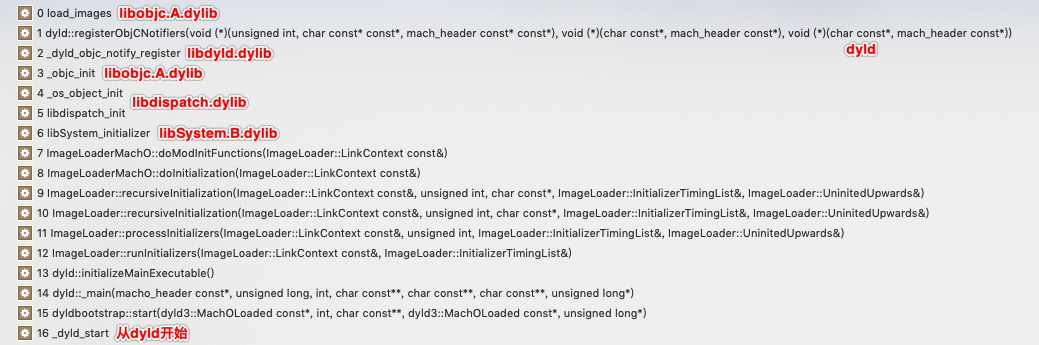 0 load_images libobjc.A.dylib
1 dyld::registerObjCNotifiers(void (*)(unsigned int, char const* const*, mach_header const* const*), void (*)(char const*, mach_header const*), void (*)(char const*, mach_header const*))
dyld
2 _dyld_objc_notify_register libdyld.dylib
3 _objc_init libobjc.A.dylib
4 _os_object_init
libdispatch.dylib
5 libdispatch_init
6 libSystem_initializer libSystem.B.dylib
7 ImageLoaderMachO::doModInitFunctions(ImageLoader::LinkContext const&)
8 ImageLoaderMachO::doInitialization(ImageLoader::LinkContext const&)
9 ImageLoader::recursiveInitialization(ImageLoader::LinkContext const&, unsigned int, char const*, ImageLoader::InitializerTimingList&, ImageLoader::UninitedUpwards&)
10 ImageLoader::recursiveInitialization(ImageLoader::LinkContext const&, unsigned int, char const*, ImageLoader::InitializerTimingList&, ImageLoader::UninitedUpwards&)
11 ImageLoader::processInitializers(ImageLoader::LinkContext const&, unsigned int, ImageLoader::InitializerTimingList&, ImageLoader::UninitedUpwards&)
12 ImageLoader::runInitializers(ImageLoader::LinkContext const&, ImageLoader::InitializerTimingList&)
13 dyld::initializeMainExecutable()
14 dyld::_main(macho_header const*, unsigned long, int, char const**, char const**, char const**, unsigned long*)
15 dyldbootstrap::start(dyld3::MachOLoaded const*, int, char const**, dyld3::MachOLoaded const*, unsigned long*)
16 _dyld_start 从dyld开始